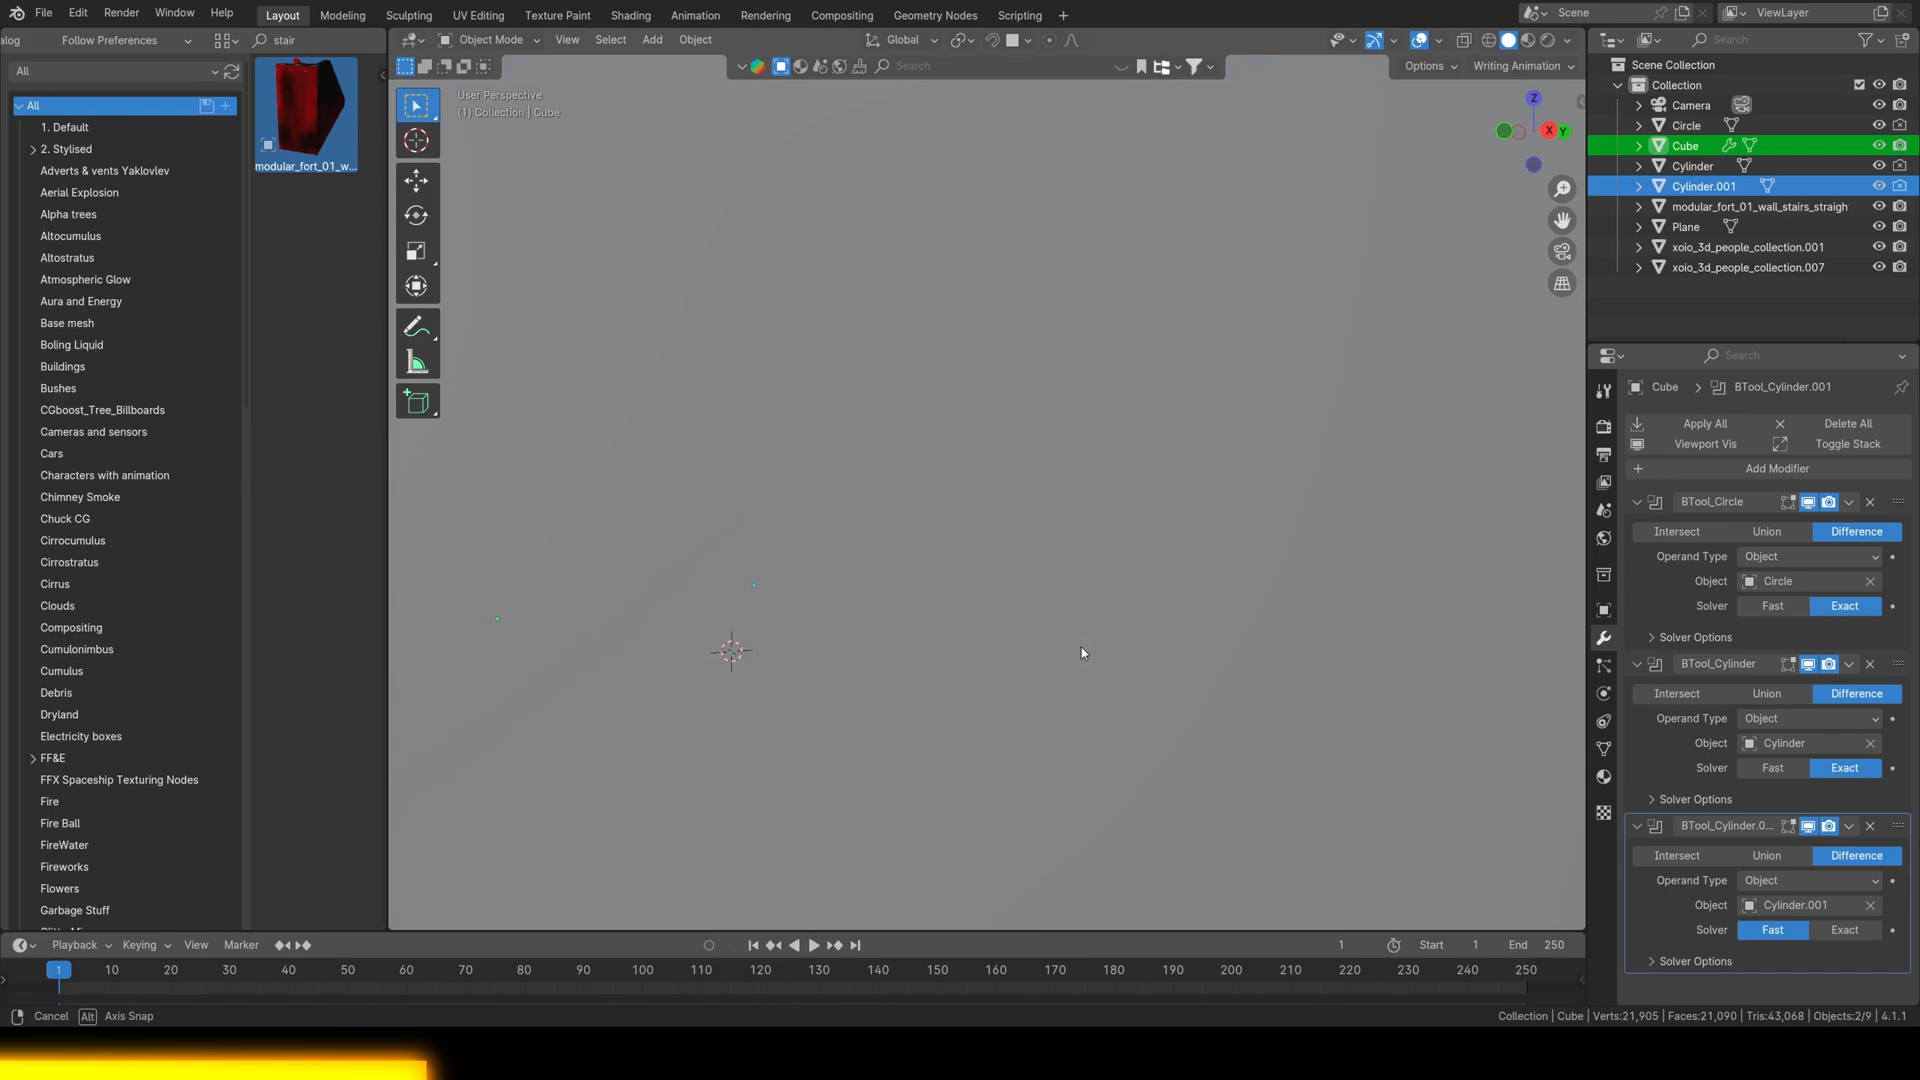 File Edit Render Window Help Layout Modeling Sculpting UV Editing Texture Paint Shading Animation Rendering Compositing Geometry Nodes Scripting Scene ViewLayer
alog Follow Preferences stair Object Mode View Select Add Object Global Search
All Search Options Writing Animation
All
1. Default
2. Stylised
Adverts & vents Yaklovlev
Aerial Explosion
Alpha trees
Altocumulus
Altostratus
Atmospheric Glow
Aura and Energy
Base mesh
Boling Liquid
Buildings
Bushes
CGboost_Tree_Billboards
Cameras and sensors
Cars
Characters with animation
Chimney Smoke
Chuck CG
Cirrocumulus
Cirrostratus
Cirrus
Clouds
Compositing
Cumulonimbus
Cumulus
Debris
Dryland
Electricity boxes
FF&E
FFX Spaceship Texturing Nodes
Fire
Fire Ball
FireWater
Fireworks
Flowers
Garbage Stuff
modular_fort_01_w...
User Perspective
(1) Collection | Cube
Z
X
Y
Scene Collection
Collection
Camera
Circle
Cube
Cylinder
Cylinder.001
modular_fort_01_wall_stairs_straigh
Plane
xoio_3d_people_collection.001
xoio_3d_people_collection.007
Search
Cube BTool_Cylinder.001
Apply All Delete All
Viewport Vis Toggle Stack
Add Modifier
BTool_Circle
Intersect Union Difference
Operand Type Object
Object Circle
Solver Fast Exact
Solver Options
BTool_Cylinder
Intersect Union Difference
Operand Type Object
Object Cylinder
Solver Fast Exact
Solver Options
BTool_Cylinder.0...
Intersect Union Difference
Operand Type Object
Object Cylinder.001
Solver Fast Exact
Solver Options
Playback Keying View Marker 1 Start 1 End 250
1 10 20 30 40 50 60 70 80 90 100 110 120 130 140 150 160 170 180 190 200 210 220 230 240 250
Cancel Alt Axis Snap Collection | Cube | Verts:21,905 | Faces:21,090 | Tris:43,068 | Objects:2/9 | 4.1.1